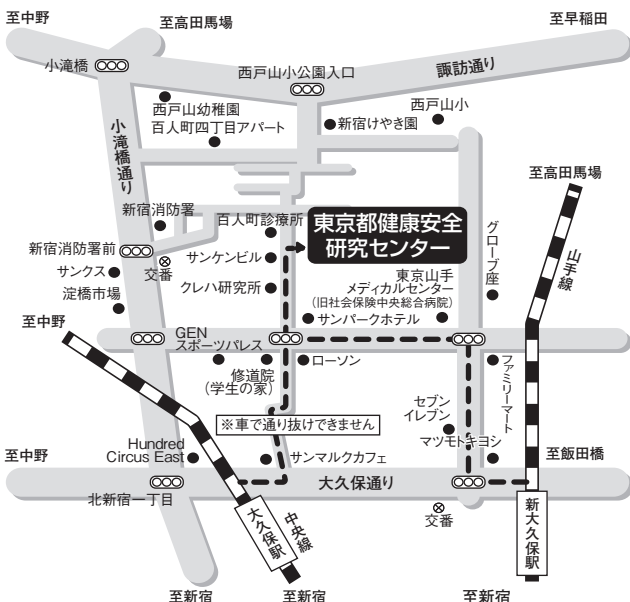 至中野
至高田馬場
至早稲田
小滝橋
西戸山小公園入口
諏訪通り
西戸山幼稚園
西戸山小
百人町四丁目アパート
新宿けやき園
小滝橋通り
至高田馬場
新宿消防署
百人町診療所
東京都健康安全
研究センター
グローブ座
山手線
新宿消防署前
交番
サンケンビル
サンクス
クレハ研究所
東京山手
メディカルセンター
(旧社会保険中央総合病院)
淀橋市場
サンパークホテル
至中野
GEN
スポーツパレス
修道院
(学生の家)
ローソン
ファミリーマート
セブン
イレブン
※車で通り抜けできません
マツモトキヨシ
Hundred
Circus East
サンマルクカフェ
至中野
至飯田橋
大久保通り
北新宿一丁目
大久保駅
中央線
交番
新大久保駅
至新宿
至新宿
至新宿